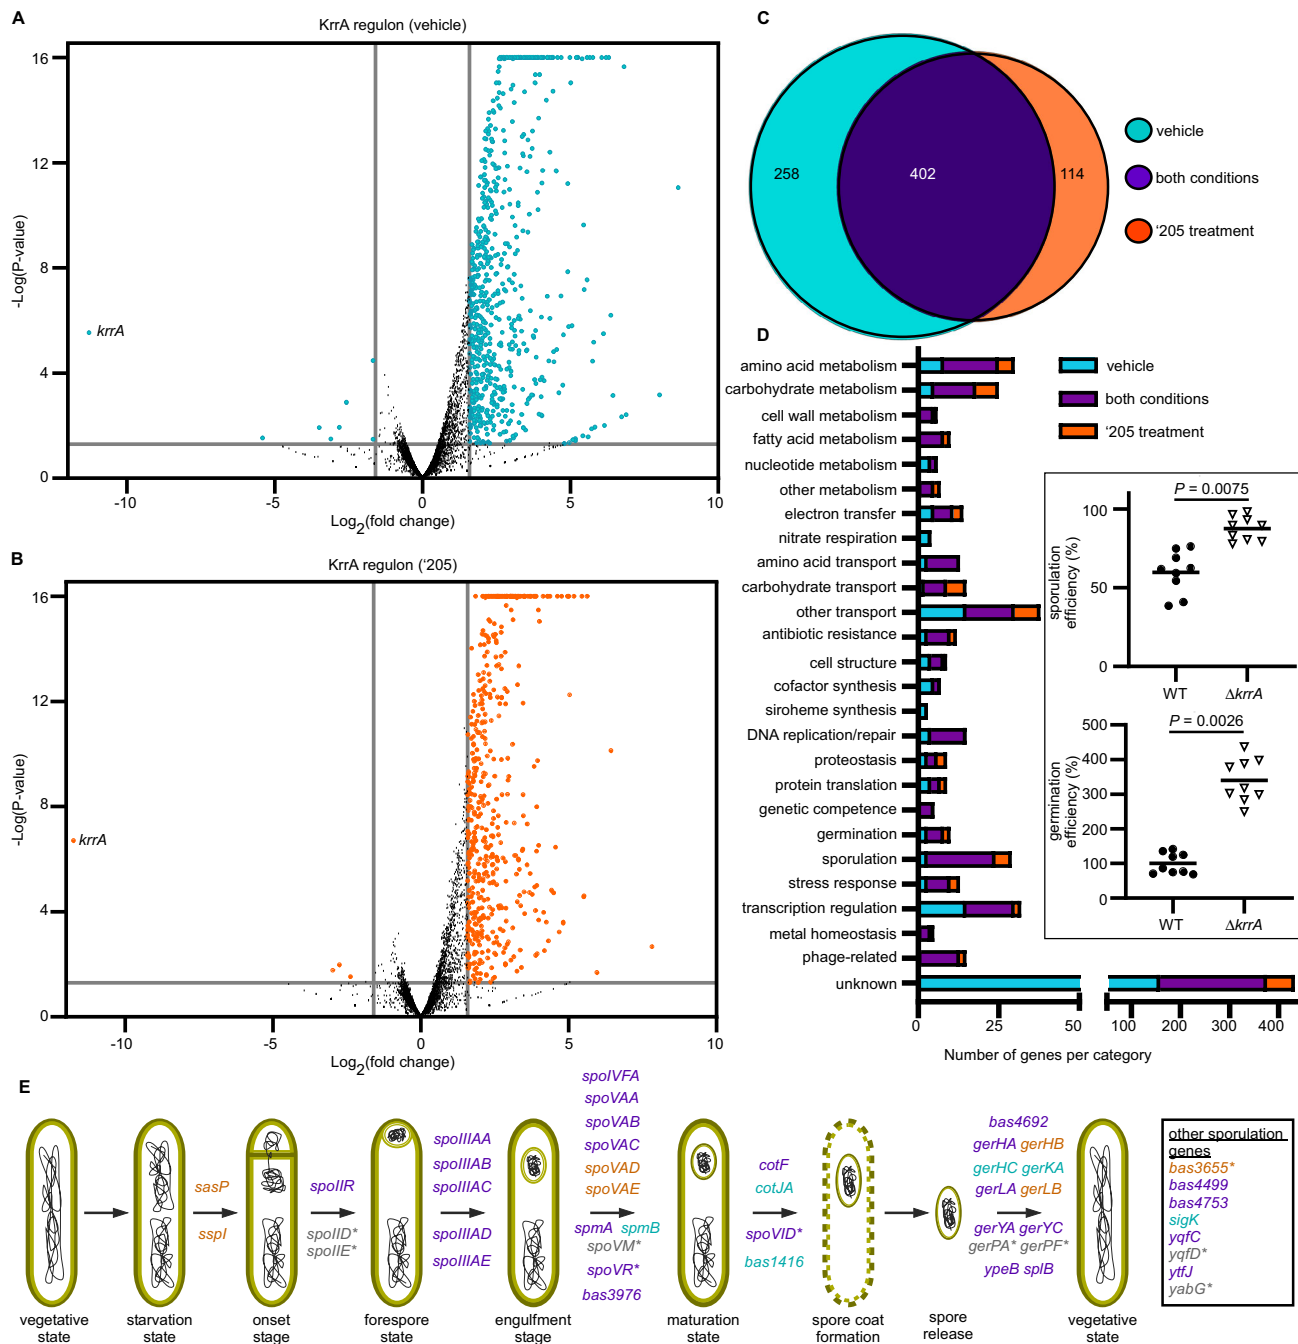 A
KrrA regulon (vehicle)
16
12
8
4
0
-Log(P-value)
krrA
-10
-5
0
5
10
Log2(fold change)
B
KrrA regulon (‘205)
16
12
8
4
0
-Log(P-value)
krrA
-10
-5
0
5
10
Log2(fold change)
C
258
402
114
vehicle
both conditions
‘205 treatment
D
vehicle
both conditions
‘205 treatment
amino acid metabolism
carbohydrate metabolism
cell wall metabolism
fatty acid metabolism
nucleotide metabolism
other metabolism
electron transfer
nitrate respiration
amino acid transport
carbohydrate transport
other transport
antibiotic resistance
cell structure
cofactor synthesis
siroheme synthesis
DNA replication/repair
proteostasis
protein translation
genetic competence
germination
sporulation
stress response
transcription regulation
metal homeostasis
phage-related
unknown
0
25
50
100
200
300
400
Number of genes per category
P = 0.0075
100
50
0
sporulation
efficiency (%)
WT
ΔkrrA
P = 0.0026
500
400
300
200
100
0
germination
efficiency (%)
WT
ΔkrrA
E
vegetative
state
starvation
state
sasP
sspI
onset
stage
spoIIR
spoIID*
spoIIE*
forespore
state
spoIIIAA
spoIIIAB
spoIIIAC
spoIIIAD
spoIIIAE
engulfment
stage
spoIVFA
spoVAA
spoVAB
spoVAC
spoVAD
spoVAE
spmA spmB
spoVM*
spoVR*
bas3976
maturation
state
cotF
cotJA
spoVID*
bas1416
spore coat
formation
spore
release
bas4692
gerHA gerHB
gerHC gerKA
gerLA gerLB
gerYA gerYC
gerPA* gerPF*
ypeB splB
vegetative
state
other sporulation
genes
bas3655*
bas4499
bas4753
sigK
yqfC
yqfD*
ytfJ
yabG*